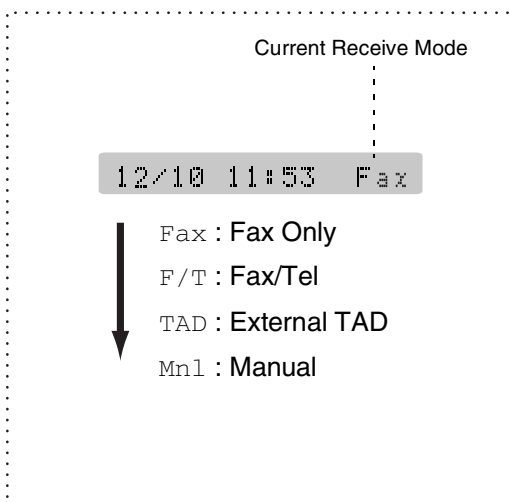 Current Receive Mode
12/10 11:53 Fax
Fax : Fax Only
F/T : Fax/Tel
TAD : External TAD
Mnl : Manual